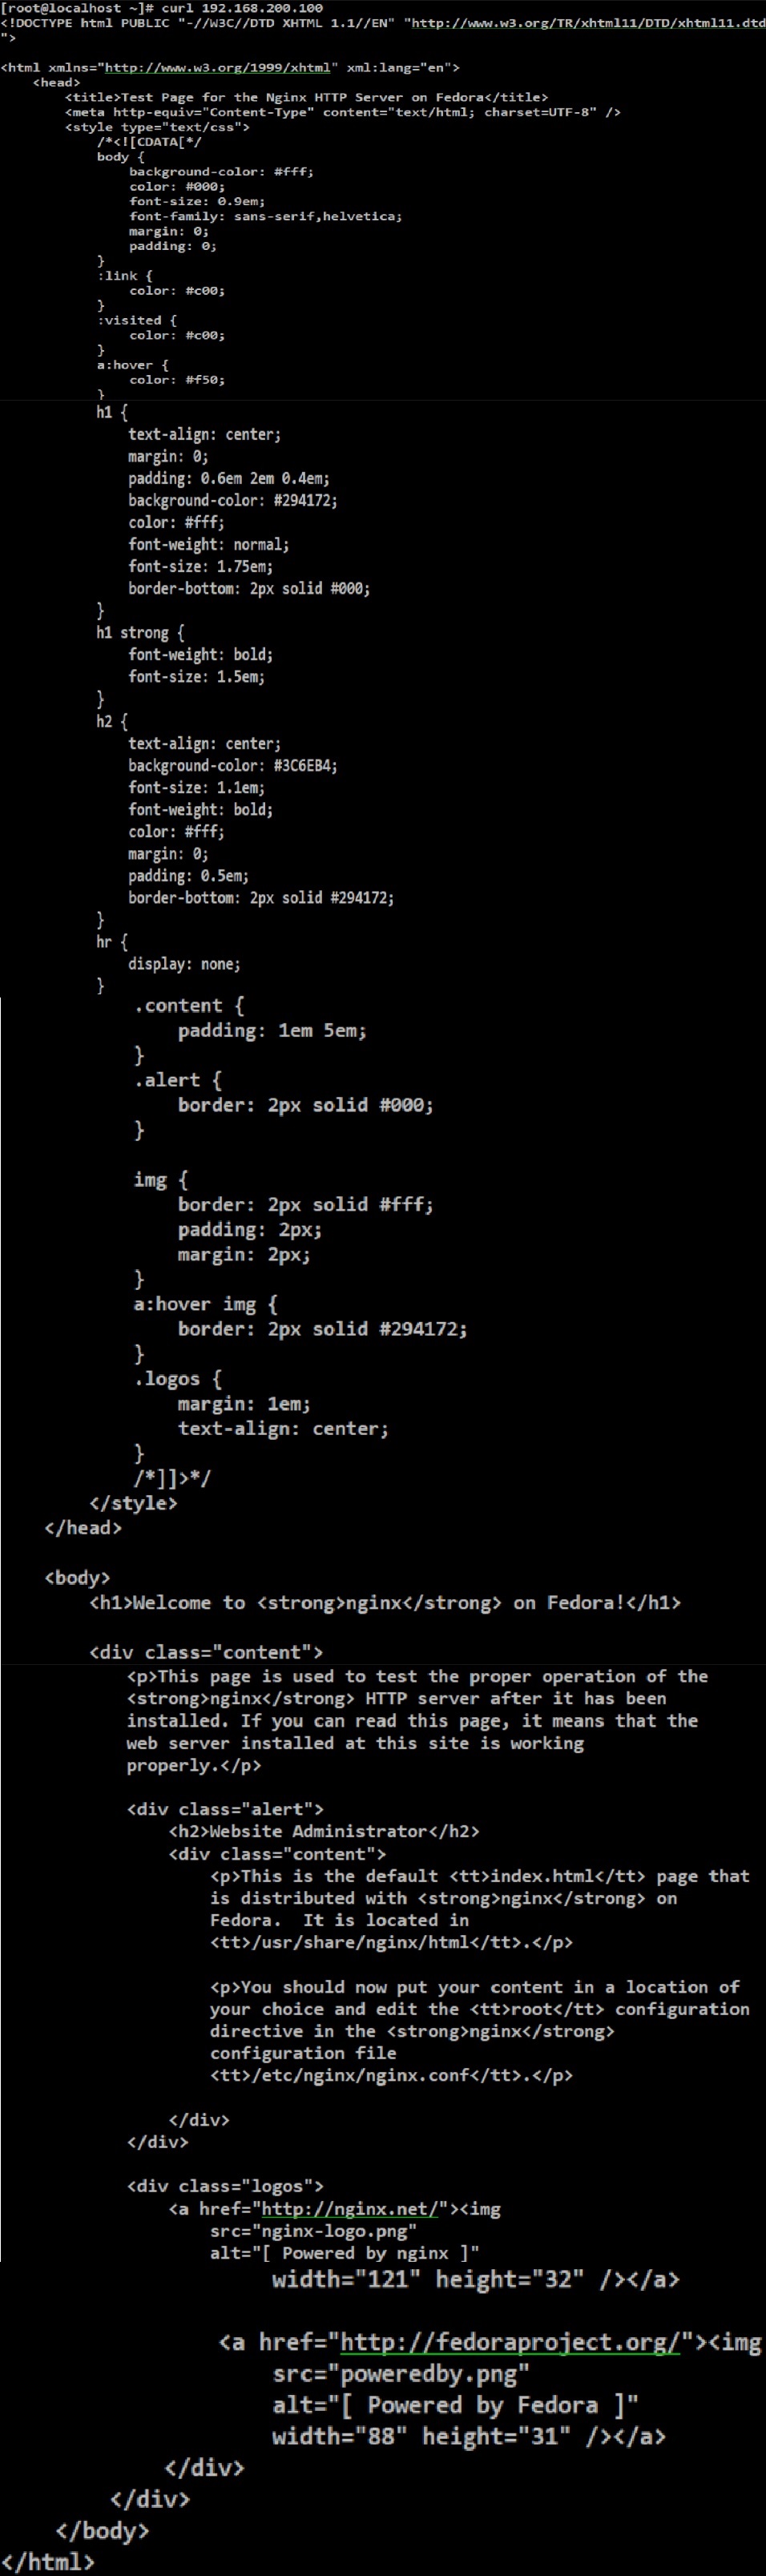 [root@localhost ~]# curl 192.168.200.100
<!DOCTYPE html PUBLIC "-//W3C//DTD XHTML 1.1//EN" "http://www.w3.org/TR/xhtml11/DTD/xhtml11.dtd
">

<html xmlns="http://www.w3.org/1999/xhtml" xml:lang="en">
    <head>
        <title>Test Page for the Nginx HTTP Server on Fedora</title>
        <meta http-equiv="Content-Type" content="text/html; charset=UTF-8" />
        <style type="text/css">
            /*<![CDATA[*/
            body {
                background-color: #fff;
                color: #000;
                font-size: 0.9em;
                font-family: sans-serif,helvetica;
                margin: 0;
                padding: 0;
            }
            :link {
                color: #c00;
            }
            :visited {
                color: #c00;
            }
            a:hover {
                color: #f50;
            }
            h1 {
                text-align: center;
                margin: 0;
                padding: 0.6em 2em 0.4em;
                background-color: #294172;
                color: #fff;
                font-weight: normal;
                font-size: 1.75em;
                border-bottom: 2px solid #000;
            }
            h1 strong {
                font-weight: bold;
                font-size: 1.5em;
            }
            h2 {
                text-align: center;
                background-color: #3C6EB4;
                font-size: 1.1em;
                font-weight: bold;
                color: #fff;
                margin: 0;
                padding: 0.5em;
                border-bottom: 2px solid #294172;
            }
            hr {
                display: none;
            }
            .content {
                padding: 1em 5em;
            }
            .alert {
                border: 2px solid #000;
            }

            img {
                border: 2px solid #fff;
                padding: 2px;
                margin: 2px;
            }
            a:hover img {
                border: 2px solid #294172;
            }
            .logos {
                margin: 1em;
                text-align: center;
            }
            /*]]>*/
        </style>
    </head>

    <body>
        <h1>Welcome to <strong>nginx</strong> on Fedora!</h1>

        <div class="content">
            <p>This page is used to test the proper operation of the
            <strong>nginx</strong> HTTP server after it has been
            installed. If you can read this page, it means that the
            web server installed at this site is working
            properly.</p>

            <div class="alert">
                <h2>Website Administrator</h2>
                <div class="content">
                    <p>This is the default <tt>index.html</tt> page that
                    is distributed with <strong>nginx</strong> on
                    Fedora.  It is located in
                    <tt>/usr/share/nginx/html</tt>.</p>

                    <p>You should now put your content in a location of
                    your choice and edit the <tt>root</tt> configuration
                    directive in the <strong>nginx</strong>
                    configuration file
                    <tt>/etc/nginx/nginx.conf</tt>.</p>

                </div>
            </div>

            <div class="logos">
                <a href="http://nginx.net/"><img
                    src="nginx-logo.png"
                    alt="[ Powered by nginx ]"
                    width="121" height="32" /></a>

                <a href="http://fedoraproject.org/"><img
                    src="poweredby.png"
                    alt="[ Powered by Fedora ]"
                    width="88" height="31" /></a>
            </div>
        </div>
    </body>
</html>